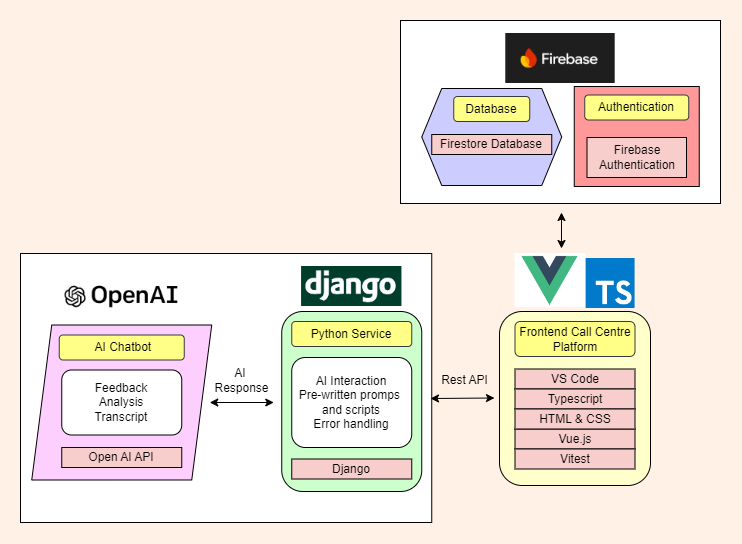 Firebase
Database
Firestore Database
Authentication
Firebase
Authentication
OpenAI
AI Chatbot
Feedback
Analysis
Transcript
Open AI API
AI
Response
django
Python Service
AI Interaction
Pre-written promps
and scripts
Error handling
Django
Rest API
TS
Frontend Call Centre
Platform
VS Code
Typescript
HTML & CSS
Vue.js
Vitest